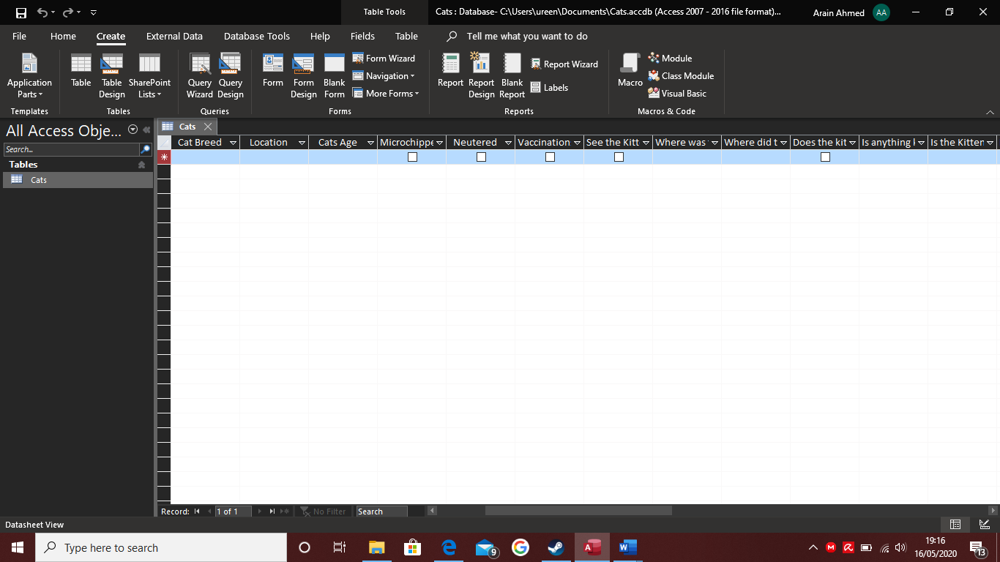 Table Tools
Cats : Database- C:\Users\ureen\Documents\Cats.accdb (Access 2007 - 2016 file format)...
Arain Ahmed
AA
File
Home
Create
External Data
Database Tools
Help
Fields
Table
Tell me what you want to do
Application Parts
Table
Table Design
SharePoint Lists
Query Wizard
Query Design
Form
Form Design
Blank Form
Form Wizard
Navigation
More Forms
Report
Report Design
Blank Report
Report Wizard
Labels
Macro
Module
Class Module
Visual Basic
Templates
Tables
Queries
Forms
Reports
Macros & Code
All Access Obje...
Search...
Tables
Cats
Cats
Cat Breed
Location
Cats Age
Microchippe
Neutered
Vaccination
See the Kitt
Where was
Where did t
Does the kit
Is anything
Is the Kitten
Record:
1 of 1
No Filter
Search
Datasheet View
Type here to search
9
A
W
M
19:16
16/05/2020
13